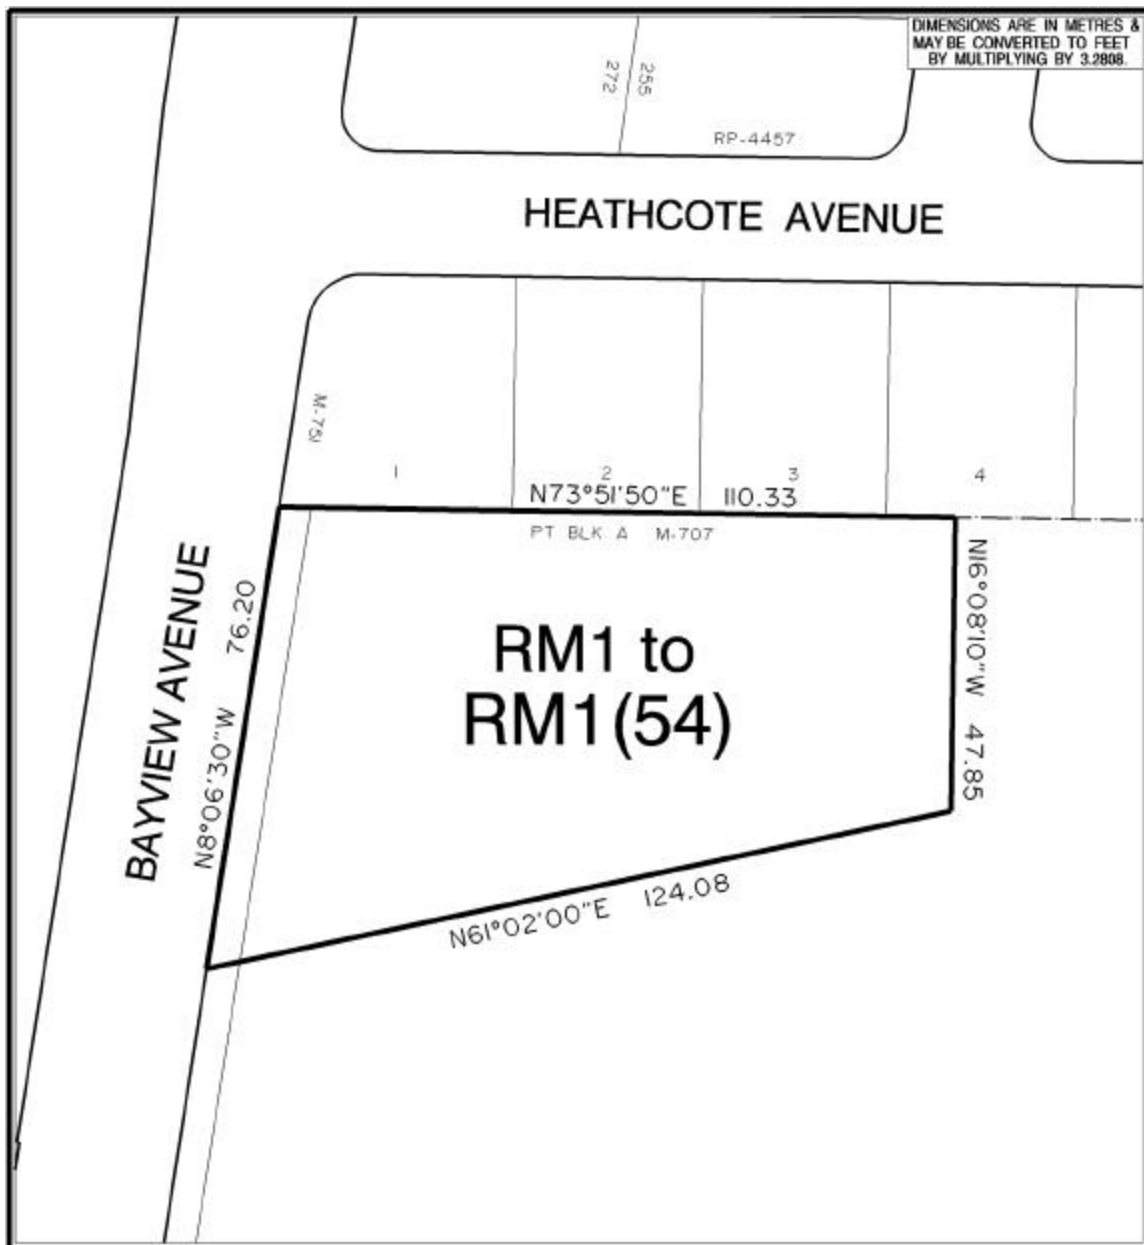 DIMENSIONS ARE IN METRES &
MAY BE CONVERTED TO FEET
BY MULTIPLYING BY 3.2808.
272
255
RP-4457
HEATHCOTE AVENUE
M-751
1
2
3
4
N73°51'50"E 110.33
PT BLK A M-707
BAYVIEW AVENUE
N8°06'30"W 76.20
RM1 to
RM1(54)
N16°08'10"W 47.85
N61°02'00"E 124.08